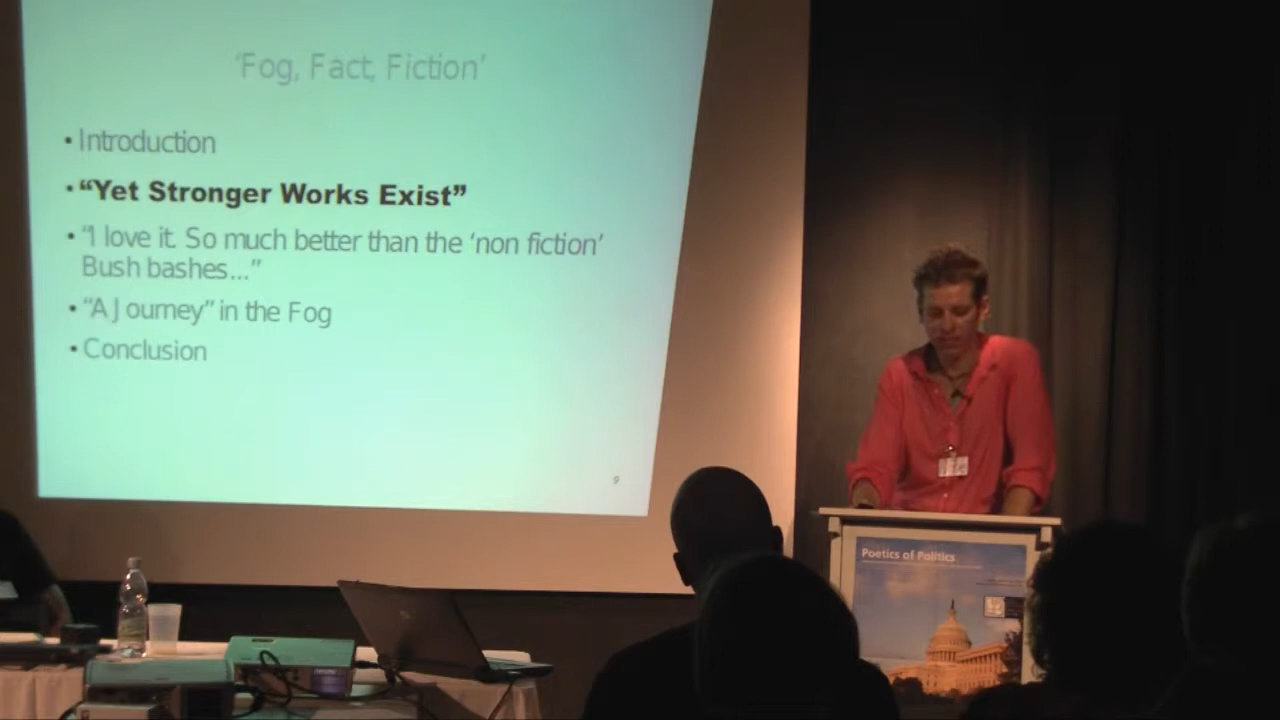 ‘Fog, Fact, Fiction’
• Introduction
• “Yet Stronger Works Exist”
• “I love it. So much better than the ‘non fiction’
Bush bashes...”
• “A Journey” in the Fog
• Conclusion
9
Poetics of Politics